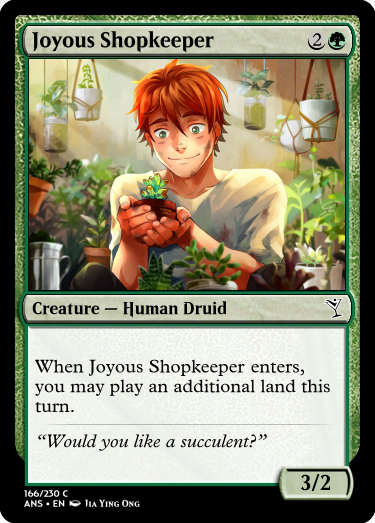 Joyous Shopkeeper 2
Creature — Human Druid
When Joyous Shopkeeper enters,
you may play an additional land this
turn.
“Would you like a succulent?”
3/2
166/230 C
ANS • EN Jia Ying Ong